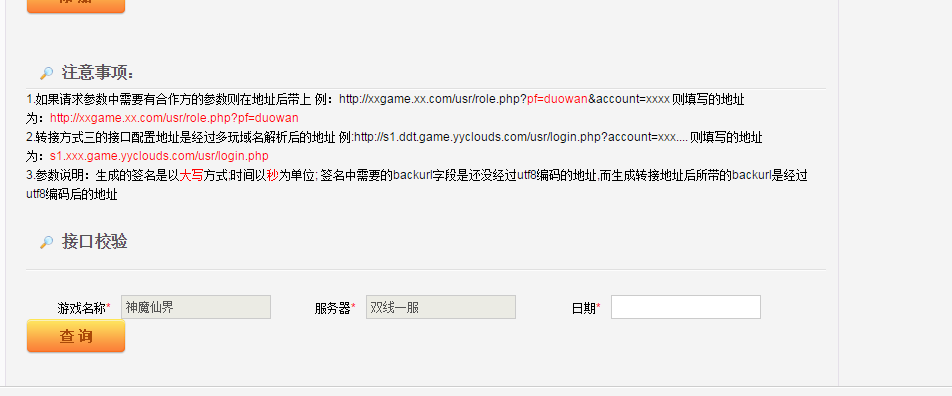 注意事项：
1.如果请求参数中需要有合作方的参数则在地址后带上 例：http://xxgame.xx.com/usr/role.php?pf=duowan&account=xxxx 则填写的地址
为：http://xxgame.xx.com/usr/role.php?pf=duowan
2.转接方式三的接口配置地址是经过多玩域名解析后的地址 例:http://s1.ddt.game.yyclouds.com/usr/login.php?account=xxx.... 则填写的地址
为：s1.xxx.game.yyclouds.com/usr/login.php
3.参数说明：生成的签名是以大写方式;时间以秒为单位; 签名中需要的backurl字段是还没经过utf8编码的地址,而生成转接地址后所带的backurl是经过
utf8编码后的地址
接口校验
游戏名称* 神魔仙界 服务器* 双线一服 日期*
查 询